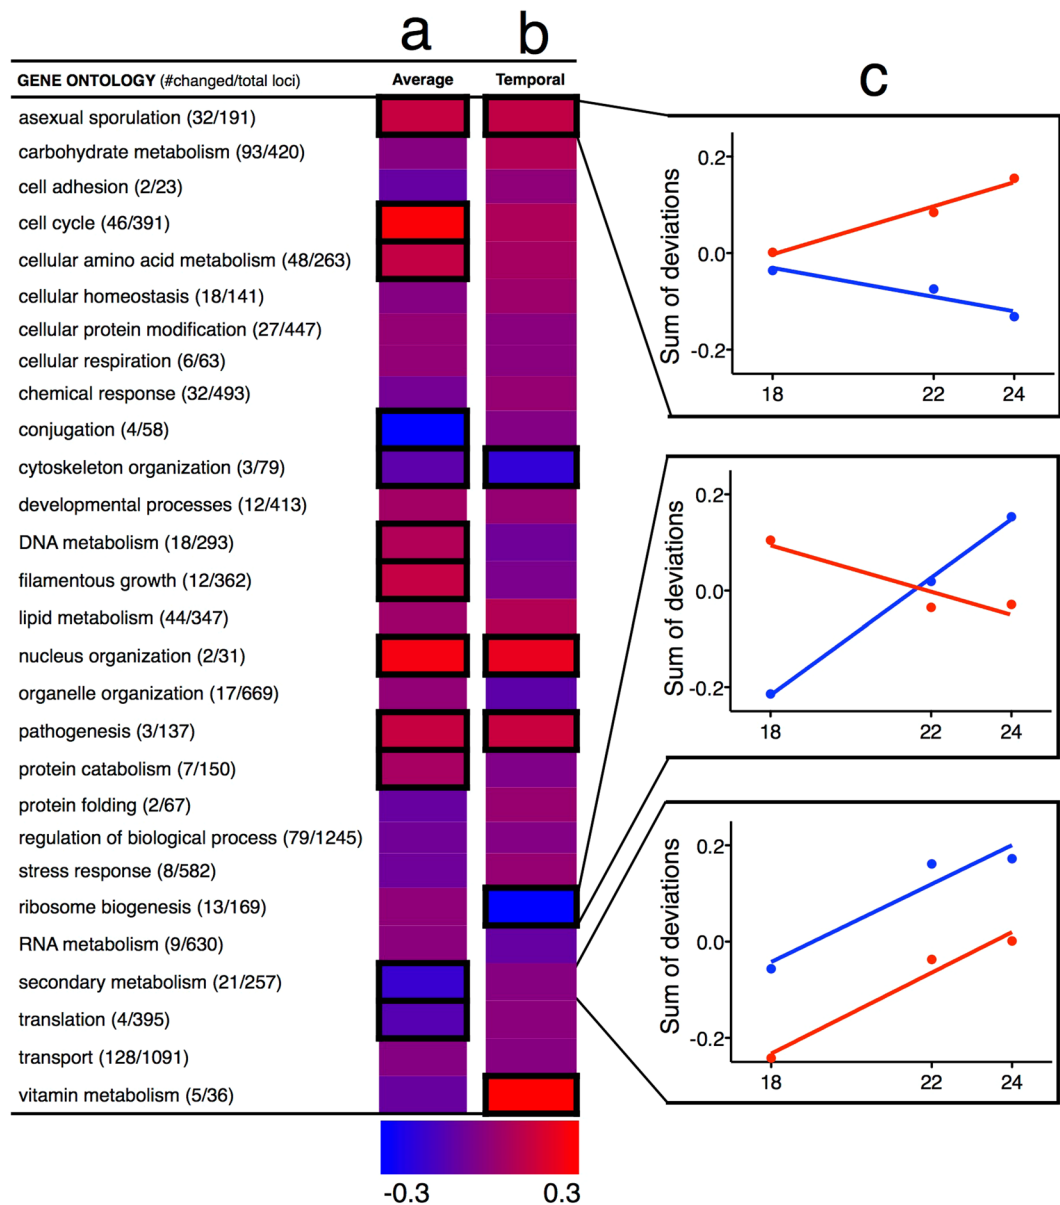 a b
c
GENE ONTOLOGY (#changed/total loci) Average Temporal
asexual sporulation (32/191)
carbohydrate metabolism (93/420)
cell adhesion (2/23)
cell cycle (46/391)
cellular amino acid metabolism (48/263)
cellular homeostasis (18/141)
cellular protein modification (27/447)
cellular respiration (6/63)
chemical response (32/493)
conjugation (4/58)
cytoskeleton organization (3/79)
developmental processes (12/413)
DNA metabolism (18/293)
filamentous growth (12/362)
lipid metabolism (44/347)
nucleus organization (2/31)
organelle organization (17/669)
pathogenesis (3/137)
protein catabolism (7/150)
protein folding (2/67)
regulation of biological process (79/1245)
stress response (8/582)
ribosome biogenesis (13/169)
RNA metabolism (9/630)
secondary metabolism (21/257)
translation (4/395)
transport (128/1091)
vitamin metabolism (5/36)
-0.3 0.3
Sum of deviations
0.2
0.0
-0.2
18 22 24
Sum of deviations
0.2
0.0
-0.2
18 22 24
Sum of deviations
0.2
0.0
-0.2
18 22 24